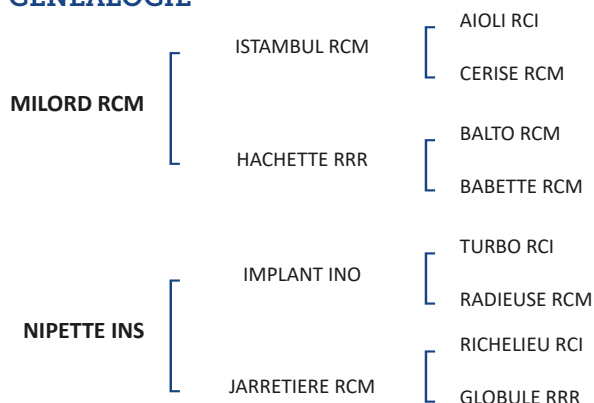 GENEALOGIE
MILORD RCM
ISTAMBUL RCM
AIOLI RCI
CERISE RCM
HACHETTE RRR
BALTO RCM
BABETTE RCM
NIPETTE INS
IMPLANT INO
TURBO RCI
RADIEUSE RCM
JARRETIERE RCM
RICHELIEU RCI
GLOBULE RRR